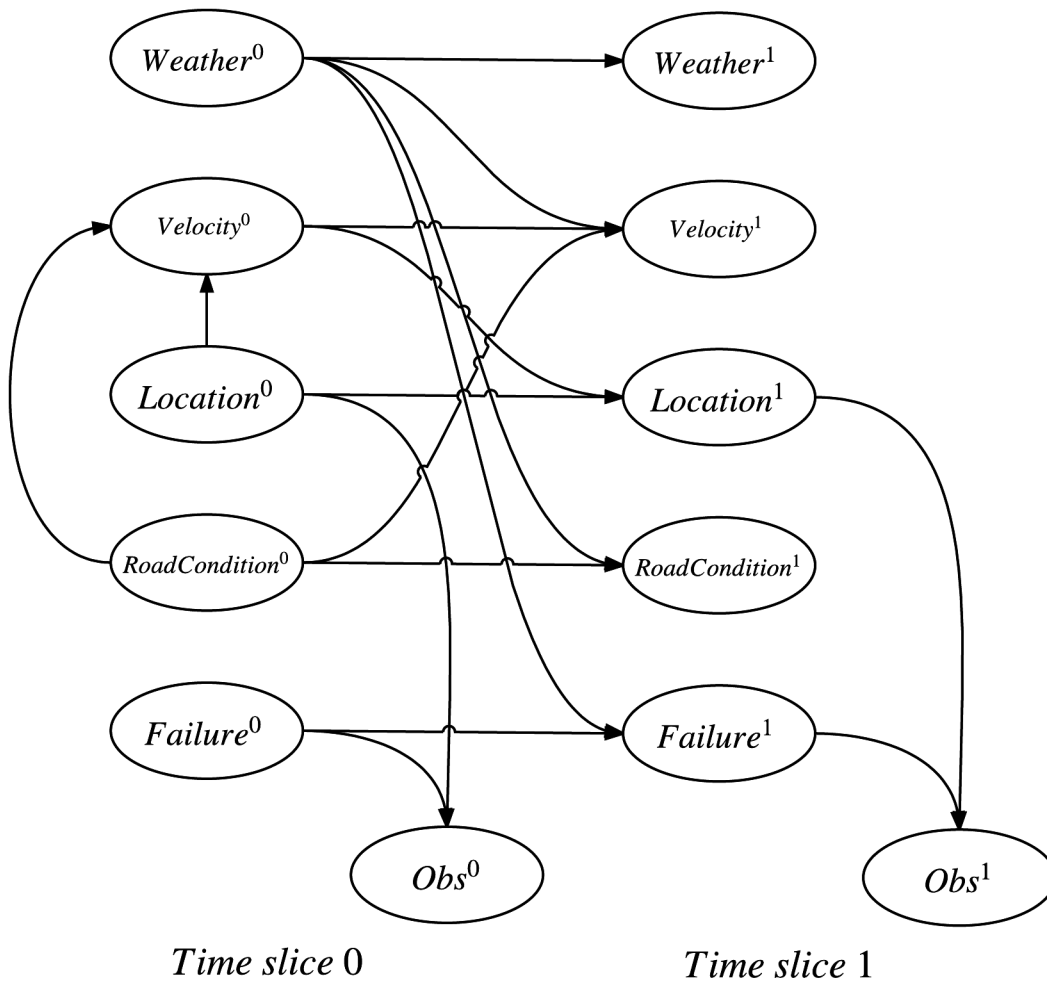 Weather⁰
Weather¹
Velocity⁰
Velocity¹
Location⁰
Location¹
RoadCondition⁰
RoadCondition¹
Failure⁰
Failure¹
Obs⁰
Obs¹
Time slice 0
Time slice 1